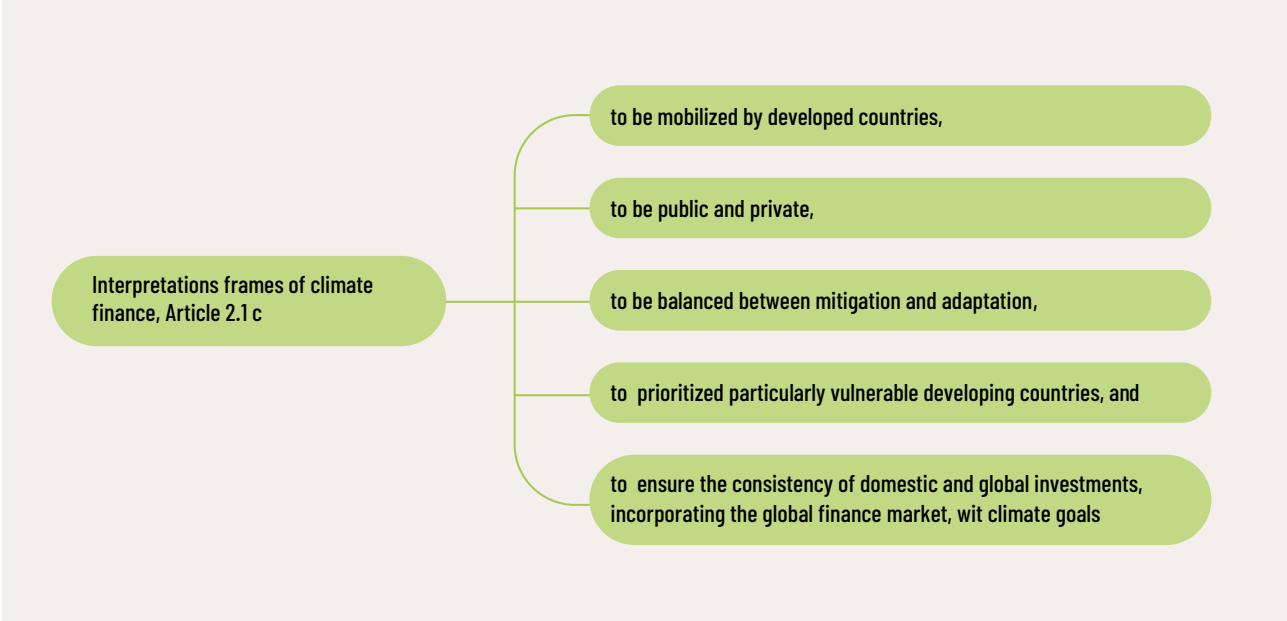 to be mobilized by developed countries,
to be public and private,
Interpretations frames of climate
finance, Article 2.1 c
to be balanced between mitigation and adaptation,
to  prioritized particularly vulnerable developing countries, and
to  ensure the consistency of domestic and global investments,
incorporating the global finance market, wit climate goals